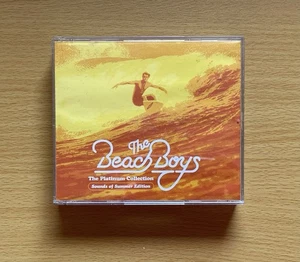 The
Beach Boys
The Platinum Collection
Sounds of Summer Edition